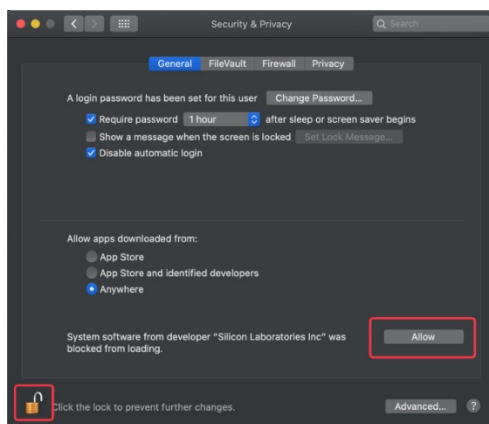 Security & Privacy
Search
General FileVault Firewall Privacy
A login password has been set for this user Change Password...
Require password 1 hour after sleep or screen saver begins
Show a message when the screen is locked Set Lock Message...
Disable automatic login
Allow apps downloaded from:
App Store
App Store and identified developers
Anywhere
System software from developer "Silicon Laboratories Inc" was Allow
blocked from loading.
Click the lock to prevent further changes. Advanced... ?